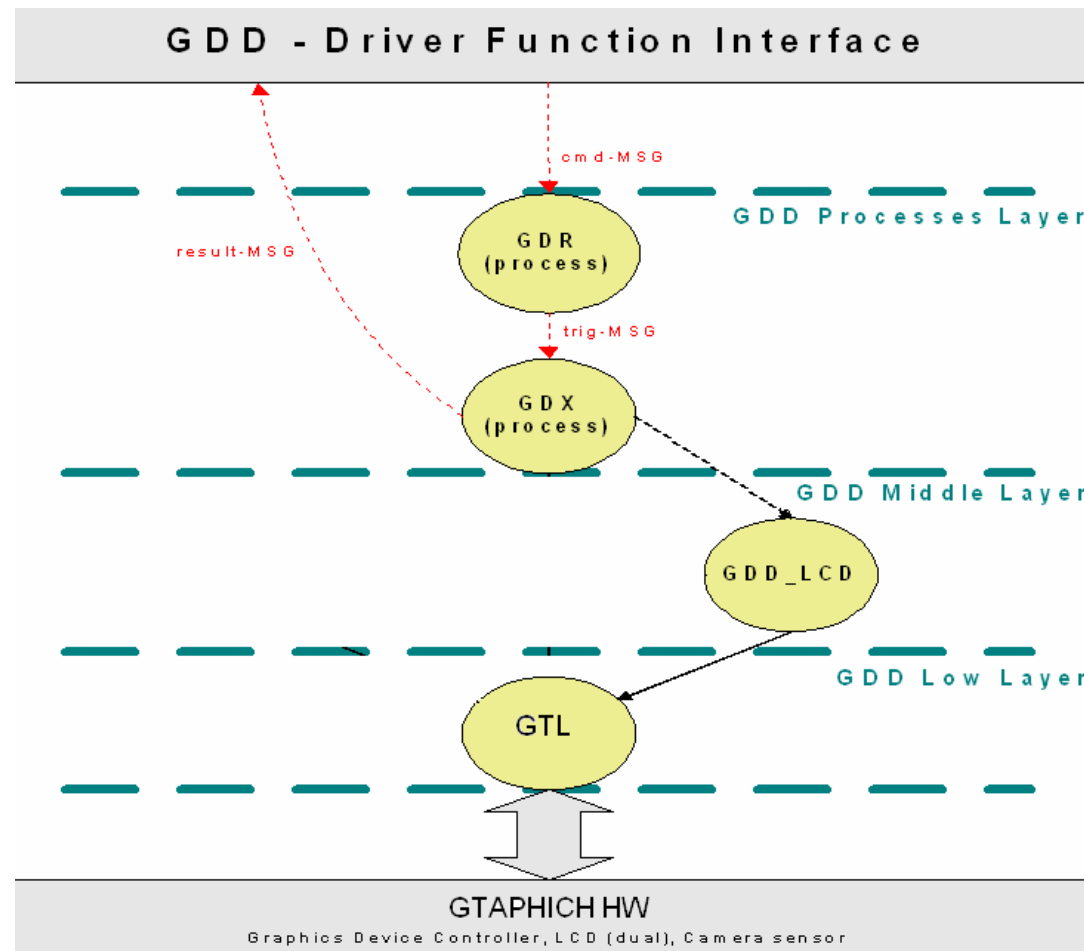 GDD - Driver Function Interface
cmd-MSG
GDD Processes Layer
GDR
(process)
result-MSG
trig-MSG
GDX
(process)
GDD Middle Layer
GDD_LCD
GDD Low Layer
GTL
GTAPHICH HW
Graphics Device Controller, LCD (dual), Camera sensor